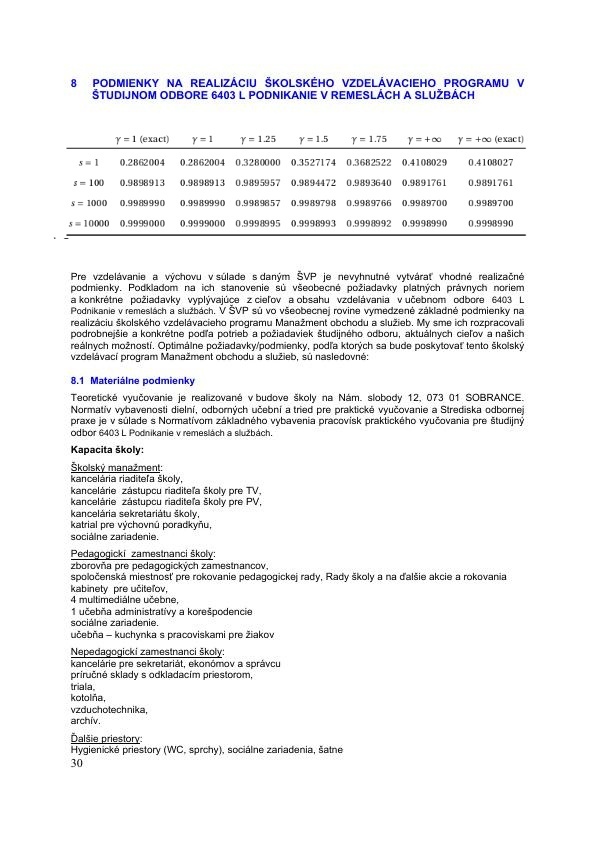 8 PODMIENKY NA REALIZÁCIU ŠKOLSKÉHO VZDELÁVACIEHO PROGRAMU V
ŠTUDIJNOM ODBORE 6403 L PODNIKANIE V REMESLÁCH A SLUŽBÁCH
γ = 1 (exact) γ = 1 γ = 1.25 γ = 1.5 γ = 1.75 γ = +∞ γ = +∞ (exact)
s = 1 0.2862004 0.2862004 0.3280000 0.3527174 0.3682522 0.4108029 0.4108027
s = 100 0.9898913 0.9898913 0.9895957 0.9894472 0.9893640 0.9891761 0.9891761
s = 1000 0.9989990 0.9989990 0.9989857 0.9989798 0.9989766 0.9989700 0.9989700
s = 10000 0.9999000 0.9999000 0.9998995 0.9998993 0.9998992 0.9998990 0.9998990
Pre vzdelávanie a výchovu v súlade s daným ŠVP je nevyhnutné vytvárať vhodné realizačné
podmienky. Podkladom na ich stanovenie sú všeobecné požiadavky platných právnych noriem
a konkrétne požiadavky vyplývajúce z cieľov a obsahu vzdelávania v učebnom odbore 6403 L
Podnikanie v remeslách a službách. V ŠVP sú vo všeobecnej rovine vymedzené základné podmienky na
realizáciu školského vzdelávacieho programu Manažment obchodu a služieb. My sme ich rozpracovali
podrobnejšie a konkrétne podľa potrieb a požiadaviek študijného odboru, aktuálnych cieľov a našich
reálnych možností. Optimálne požiadavky/podmienky, podľa ktorých sa bude poskytovať tento školský
vzdelávací program Manažment obchodu a služieb, sú nasledovné:
8.1 Materiálne podmienky
Teoretické vyučovanie je realizované v budove školy na Nám. slobody 12, 073 01 SOBRANCE.
Normatív vybavenosti dielní, odborných učební a tried pre praktické vyučovanie a Strediska odbornej
praxe je v súlade s Normatívom základného vybavenia pracovísk praktického vyučovania pre študijný
odbor 6403 L Podnikanie v remeslách a službách.
Kapacita školy:
Školský manažment:
kancelária riaditeľa školy,
kancelárie zástupcu riaditeľa školy pre TV,
kancelárie zástupcu riaditeľa školy pre PV,
kancelária sekretariátu školy,
katrial pre výchovnú poradkyňu,
sociálne zariadenie.
Pedagogickí zamestnanci školy:
zborovňa pre pedagogických zamestnancov,
spoločenská miestnosť pre rokovanie pedagogickej rady, Rady školy a na ďalšie akcie a rokovania
kabinety pre učiteľov,
4 multimediálne učebne,
1 učebňa administratívy a korešpodencie
sociálne zariadenie.
učebňa – kuchynka s pracoviskami pre žiakov
Nepedagogickí zamestnanci školy:
kancelárie pre sekretariát, ekonómov a správcu
príručné sklady s odkladacím priestorom,
triala,
kotolňa,
vzduchotechnika,
archív.
Ďalšie priestory:
Hygienické priestory (WC, sprchy), sociálne zariadenia, šatne
30